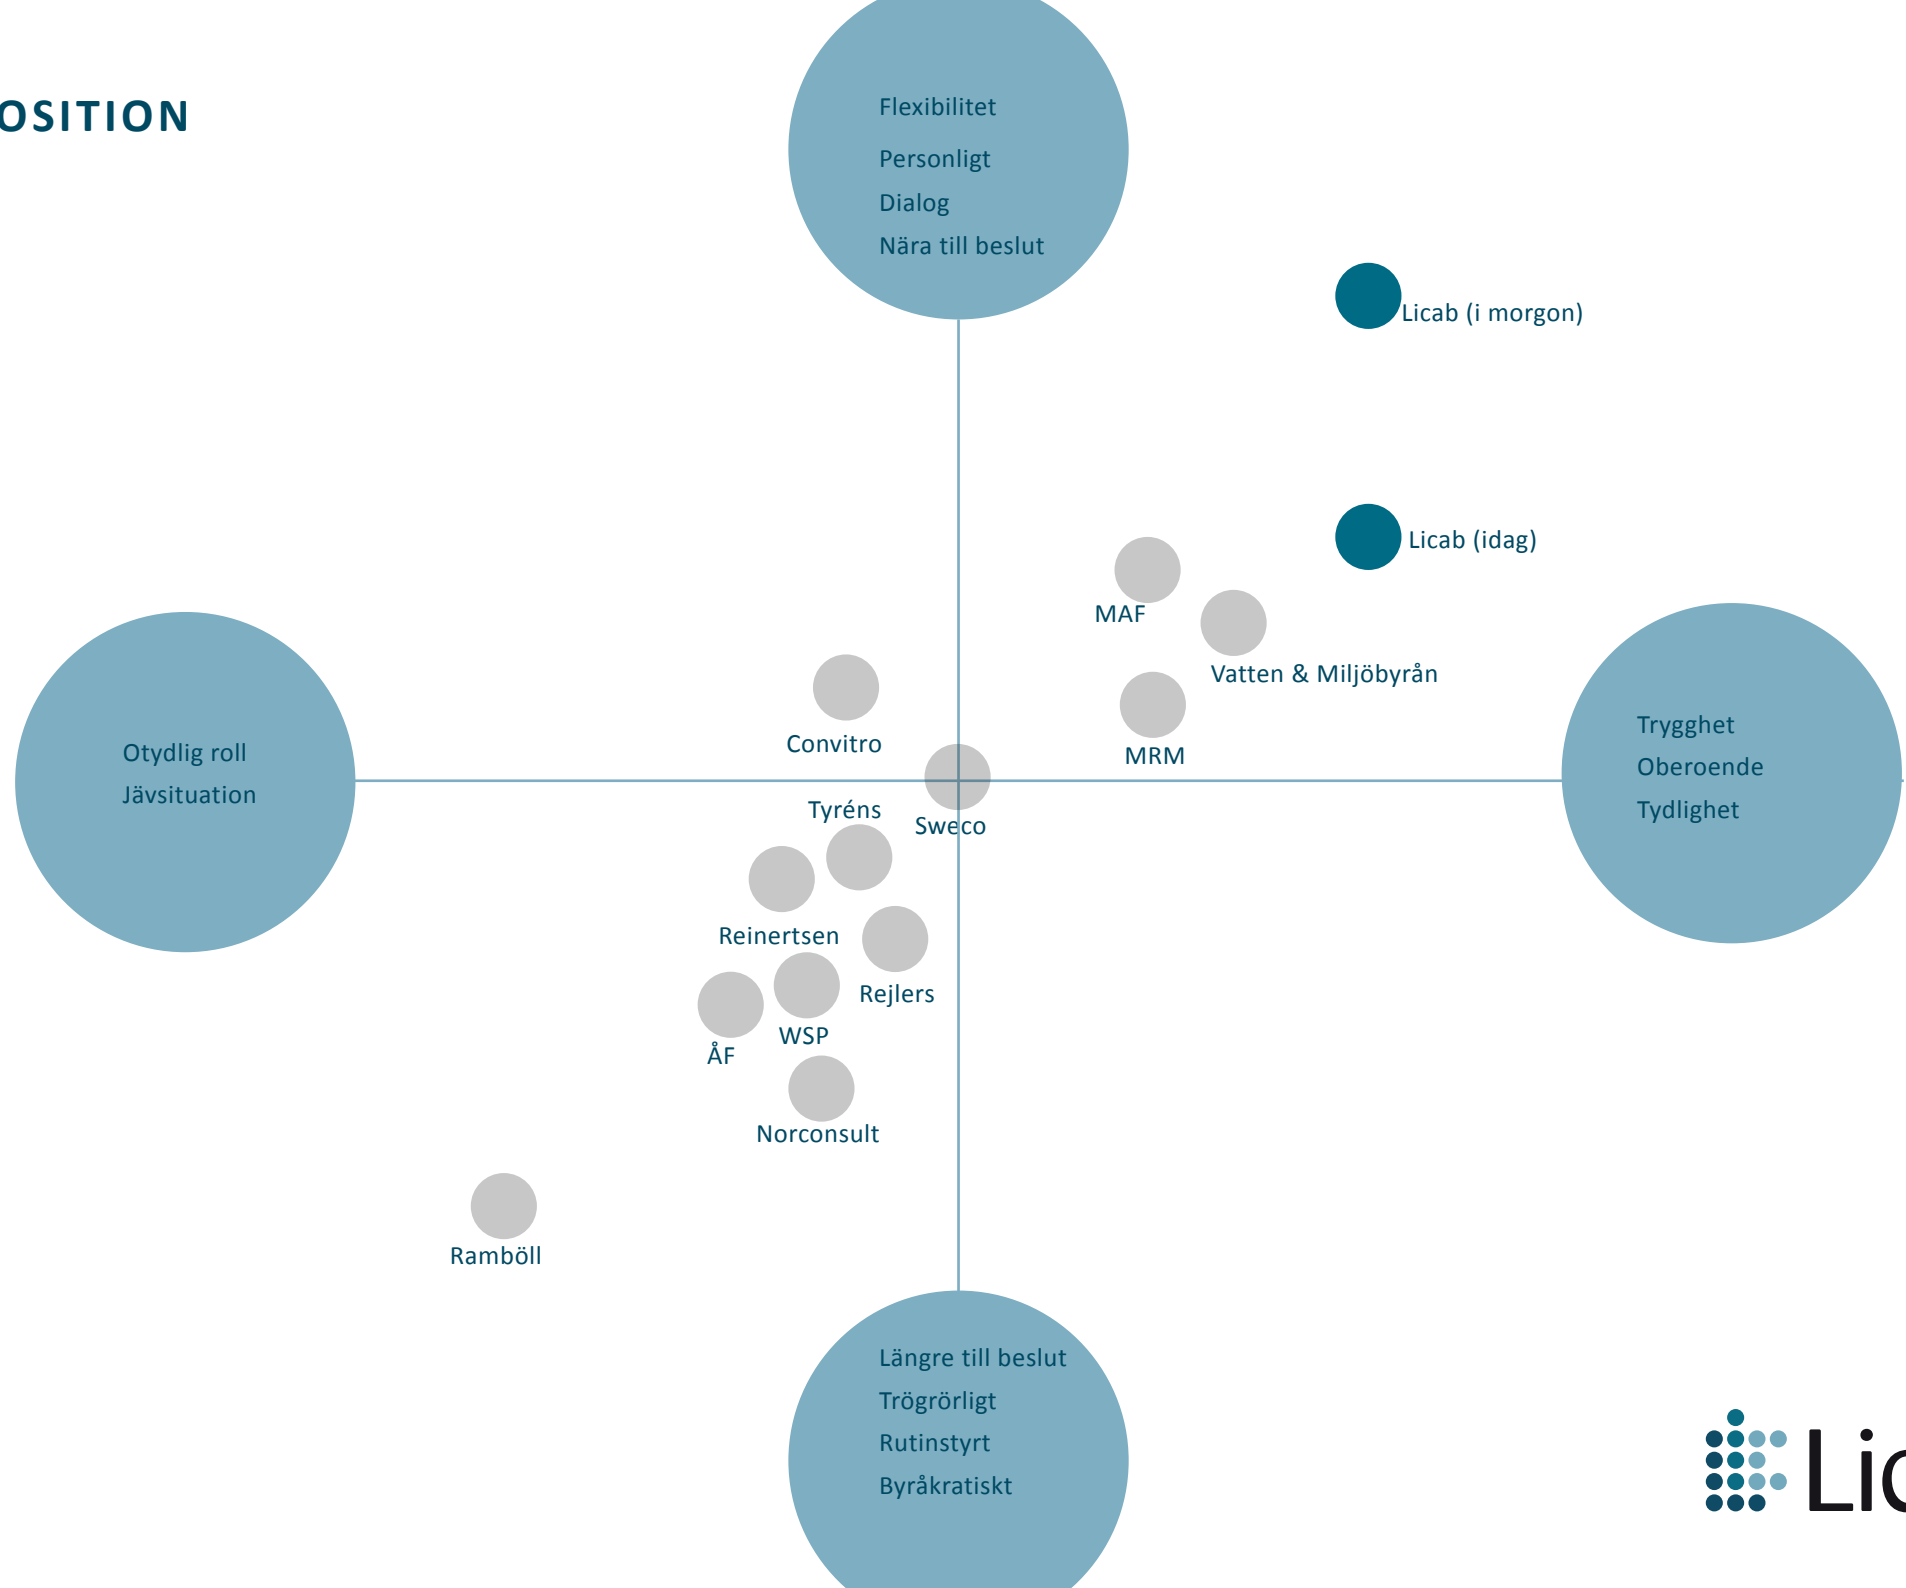 OSITION
Flexibilitet
Personligt
Dialog
Nära till beslut
Licab (i morgon)
Licab (idag)
MAF
Vatten & Miljöbyrån
Convitro
MRM
Otydlig roll
Jävsituation
Trygghet
Oberoende
Tydlighet
Tyréns
Sweco
Reinertsen
Rejlers
WSP
ÅF
Norconsult
Ramböll
Längre till beslut
Trögrörligt
Rutinstyrt
Byråkratiskt
Lic